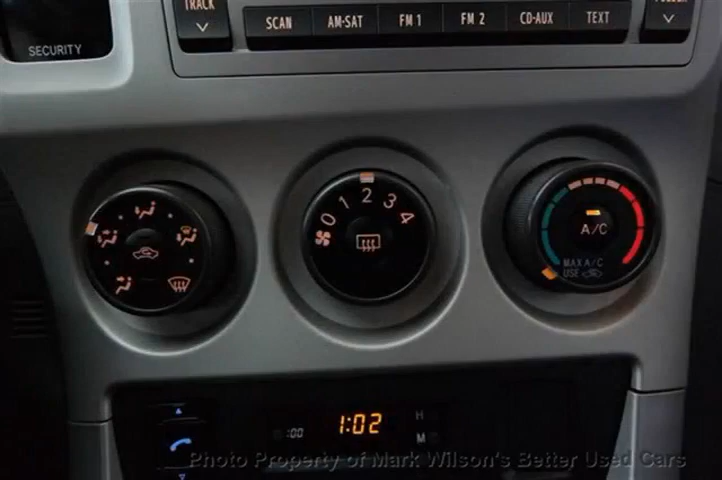 TRACK
SCAN AM-SAT FM 1 FM 2 CD-AUX TEXT
SECURITY
0 1 2 3 4
A/C
MAX A/C
USE
:00 1:02 H
M
Photo Property of Mark Wilson's Better Used Cars